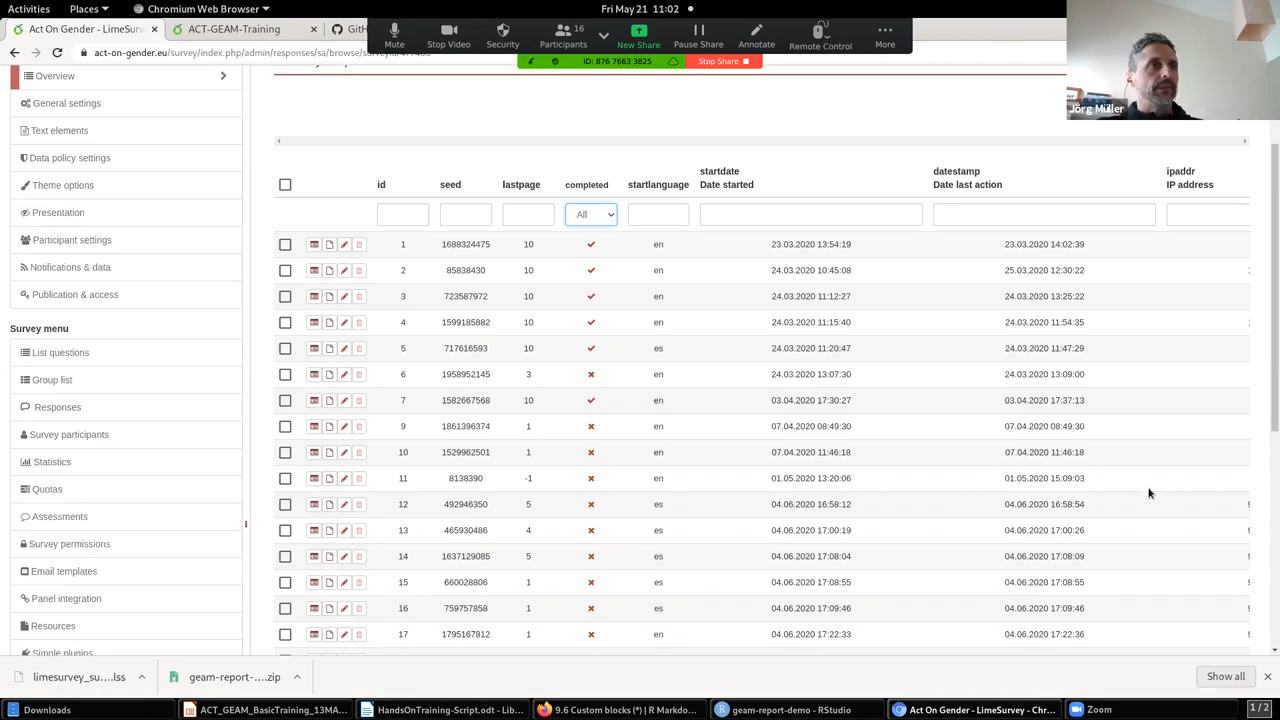 Activities Places Chromium Web Browser Fri May 21 11:02
Act On Gender - LimeSurvey ACT-GEAM-Training
act-on-gender.eu/survey/index.php/admin/responses/sa/browse/
Mute Stop Video Security Participants 16 New Share Pause Share Annotate Remote Control More
ID: 876 7663 3825 Stop Share
Jörg Müller
Overview
General settings
Text elements
Data policy settings
Theme options
Presentation
Participant settings
Notifications & data
Publication & access
Survey menu
List questions
Group list
Responses
Survey participants
Statistics
Quotas
Assessments
Survey permissions
Email templates
Panel integration
Resources
Simple plugins
startdate datestamp ipaddr
id seed lastpage completed startlanguage Date started Date last action IP address
All
1 1688324475 10 en 23.03.2020 13:54:19 23.03.2020 14:02:39
2 85838430 10 en 24.03.2020 10:45:08 25.03.2020 12:30:22
3 723587972 10 en 24.03.2020 11:12:27 24.03.2020 13:25:22
4 1599185882 10 en 24.03.2020 11:15:40 24.03.2020 11:54:35
5 717616593 10 es 24.03.2020 11:20:47 24.03.2020 11:47:29
6 1958952145 3 en 24.03.2020 13:07:30 24.03.2020 13:09:00
7 1582667568 10 en 03.04.2020 17:30:27 03.04.2020 17:37:13
9 1861396374 1 en 07.04.2020 08:49:30 07.04.2020 08:49:30
10 1529962501 1 en 07.04.2020 11:46:18 07.04.2020 11:46:18
11 8138390 -1 en 01.05.2020 13:20:06 01.05.2020 15:09:03
12 492946350 5 es 04.06.2020 16:58:12 04.06.2020 16:58:54
13 465930486 4 es 04.06.2020 17:00:19 04.06.2020 17:00:26
14 1637129085 5 es 04.06.2020 17:08:04 04.06.2020 17:08:09
15 660028806 1 es 04.06.2020 17:08:55 04.06.2020 17:08:55
16 759757858 1 es 04.06.2020 17:09:46 04.06.2020 17:09:46
17 1795167812 1 en 04.06.2020 17:22:33 04.06.2020 17:22:36
limesurvey_su....lss geam-report-....zip Show all
Downloads ACT_GEAM_BasicTraining_13MA... HandsOnTraining-Script.odt - Lib... 9.6 Custom blocks (*) | R Markdo... geam-report-demo - RStudio Act On Gender - LimeSurvey - Chr... Zoom 1 / 2